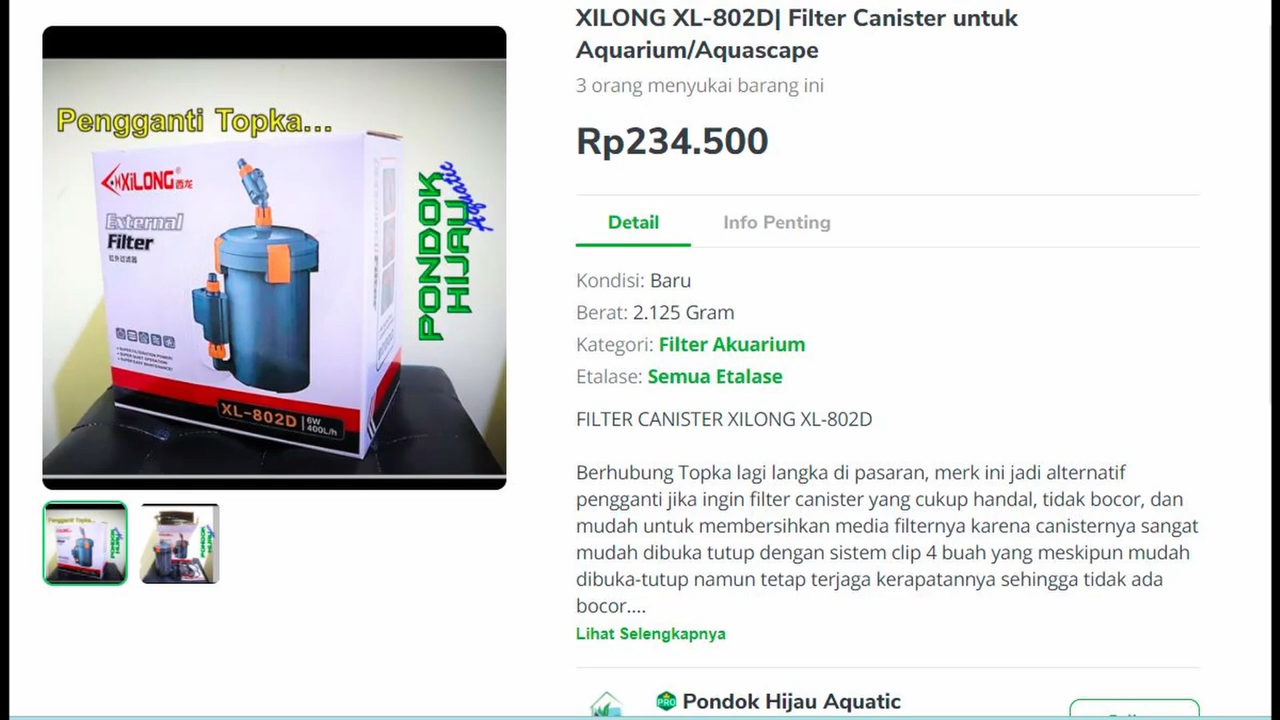 XILONG XL-802D| Filter Canister untuk
Aquarium/Aquascape
3 orang menyukai barang ini
Rp234.500
Detail
Info Penting
Kondisi: Baru
Berat: 2.125 Gram
Kategori: Filter Akuarium
Etalase: Semua Etalase
FILTER CANISTER XILONG XL-802D
Berhubung Topka lagi langka di pasaran, merk ini jadi alternatif
pengganti jika ingin filter canister yang cukup handal, tidak bocor, dan
mudah untuk membersihkan media filternya karena canisternya sangat
mudah dibuka tutup dengan sistem clip 4 buah yang meskipun mudah
dibuka-tutup namun tetap terjaga kerapatannya sehingga tidak ada
bocor....
Lihat Selengkapnya
PRO Pondok Hijau Aquatic
Pengganti Topka...
XILONG® 西龙
External
Filter
XL-802D
6W
400L/h
PONDOK
HIJAU
Aquatic